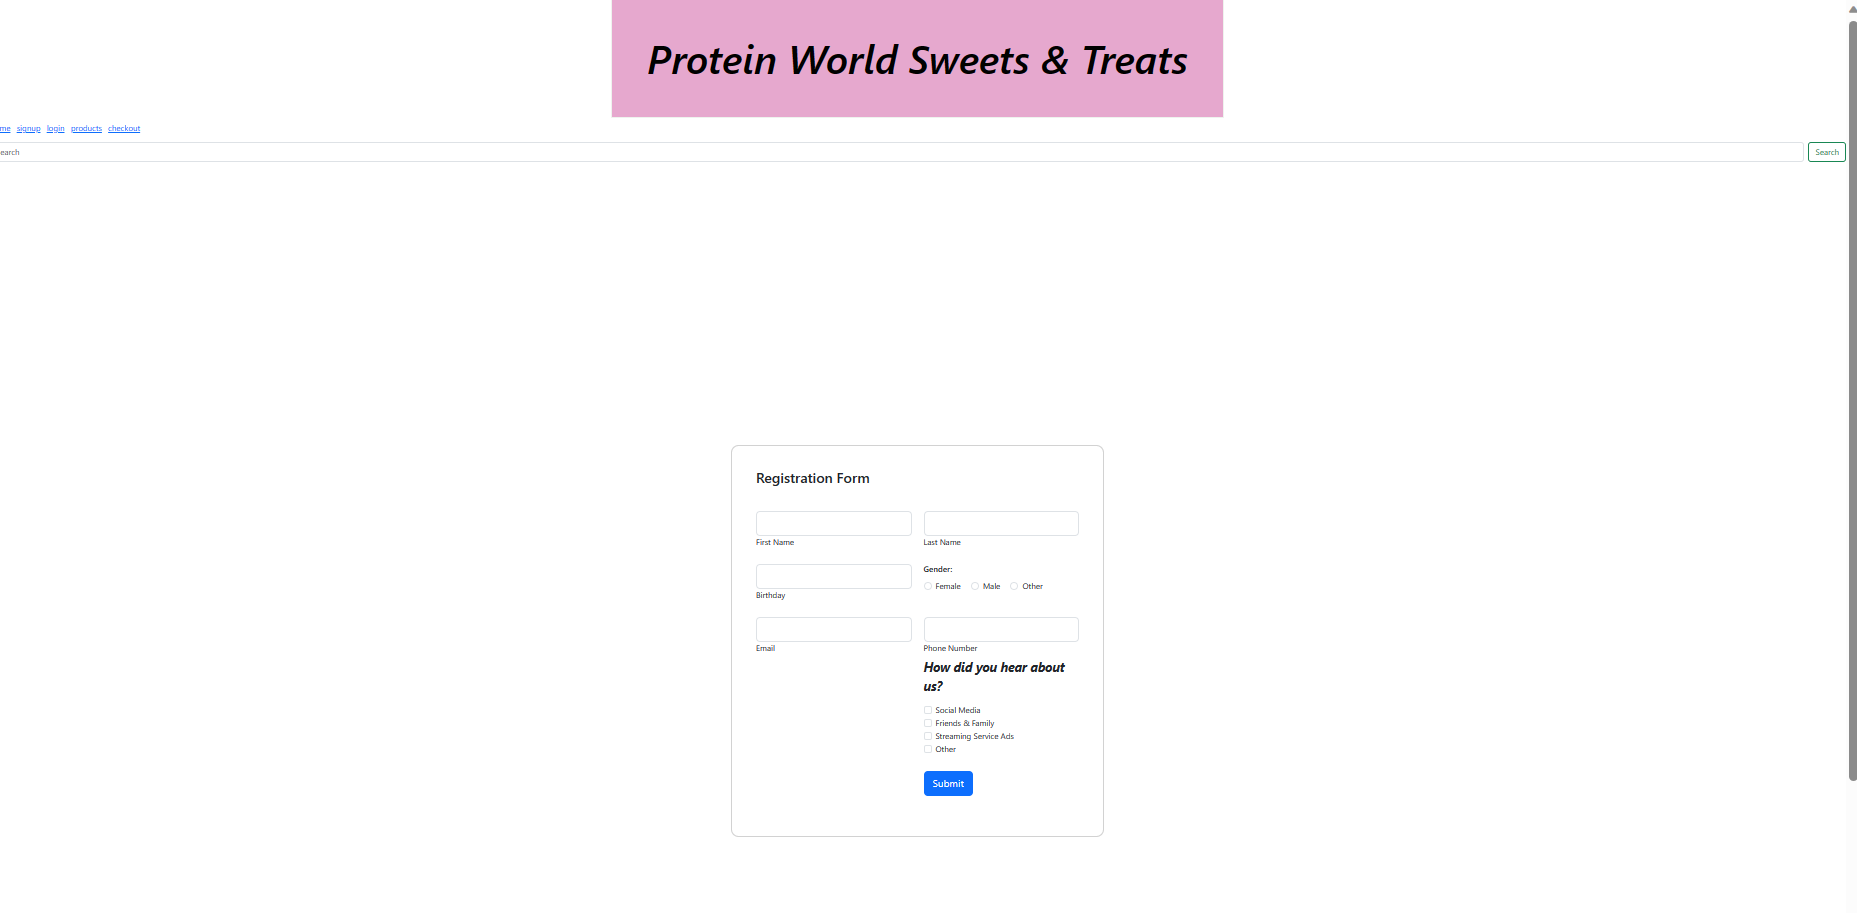 Protein World Sweets & Treats
me signup login products checkout
earch Search
Registration Form
First Name Last Name
Gender:
Female Male Other
Birthday
Email Phone Number
How did you hear about
us?
Social Media
Friends & Family
Streaming Service Ads
Other
Submit